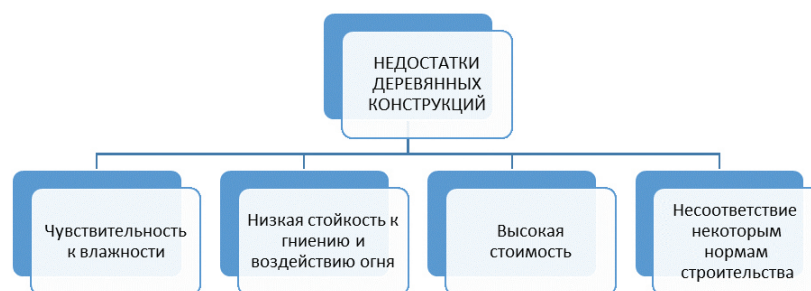 НЕДОСТАТКИ
ДЕРЕВЯННЫХ
КОНСТРУКЦИЙ
Чувствительность
к влажности
Низкая стойкость к
гниению и
воздействию огня
Высокая
стоимость
Несоответствие
некоторым
нормам
строительства